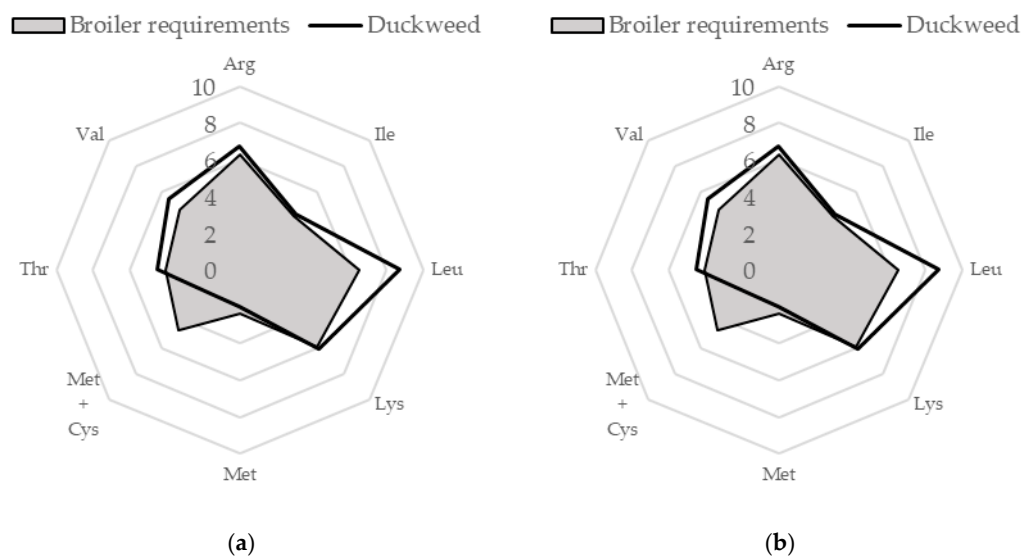 Broiler requirements Duckweed
Arg
10
Val Ile
8
6
4
2
Thr 0 Leu
Met
+
Cys
Lys
Met
(a)
Broiler requirements Duckweed
Arg
10
Val Ile
8
6
4
2
Thr 0 Leu
Met
+
Cys
Lys
Met
(b)